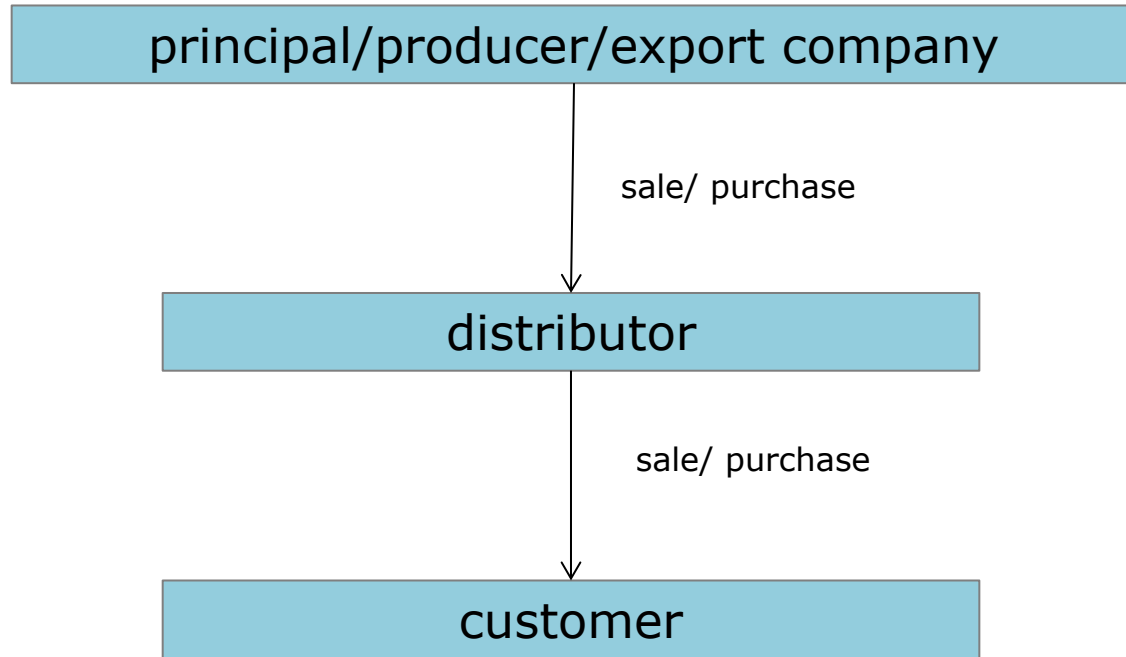 principal/producer/export company
sale/ purchase
distributor
sale/ purchase
customer